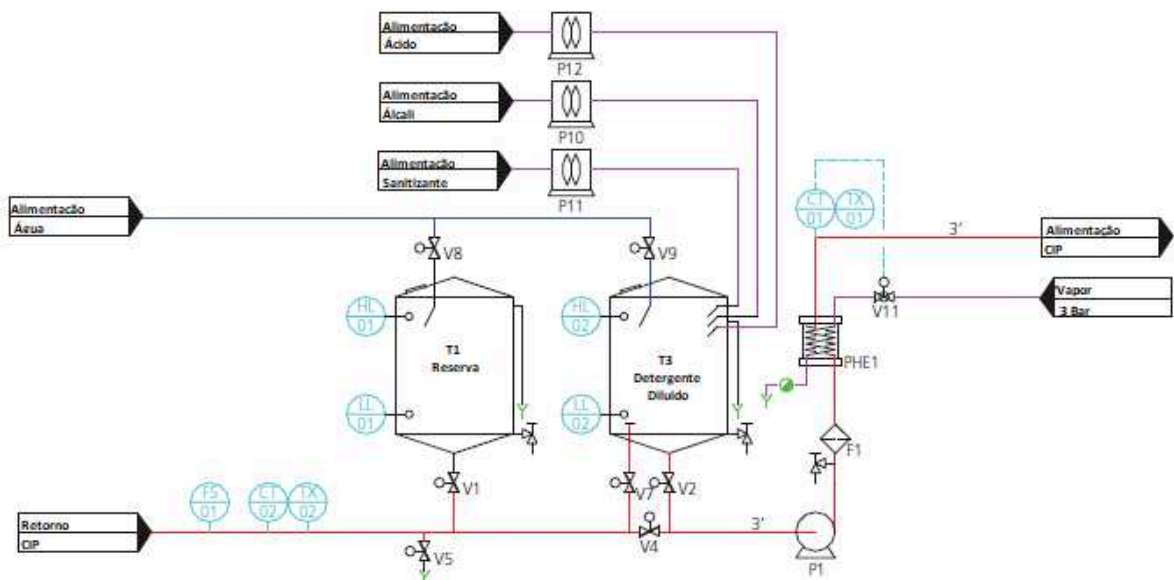 Alimentação
Ácido
P12
Alimentação
Álcali
P10
Alimentação
Sanitizante
P11
Alimentação
Água
V8
V9
CT
01
TX
01
3'
Alimentação
CIP
Vapor
3 Bar
V11
HL
01
HL
02
T1
Reserva
T3
Detergente
Diluído
PHE1
LL
01
LL
02
F1
V1
V7
V2
FS
01
CT
02
TX
02
Retorno
CIP
V5
V4
3'
P1